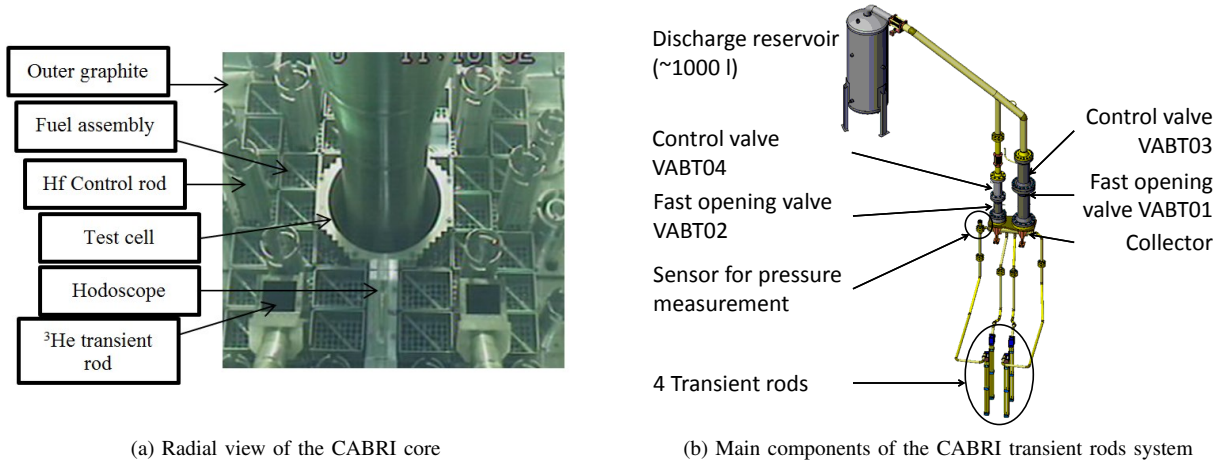 Outer graphite
Fuel assembly
Hf Control rod
Test cell
Hodoscope
³He transient
rod
(a) Radial view of the CABRI core
Discharge reservoir
(~1000 l)
Control valve
VABT04
Fast opening valve
VABT02
Sensor for pressure
measurement
4 Transient rods
Control valve
VABT03
Fast opening
valve VABT01
Collector
(b) Main components of the CABRI transient rods system